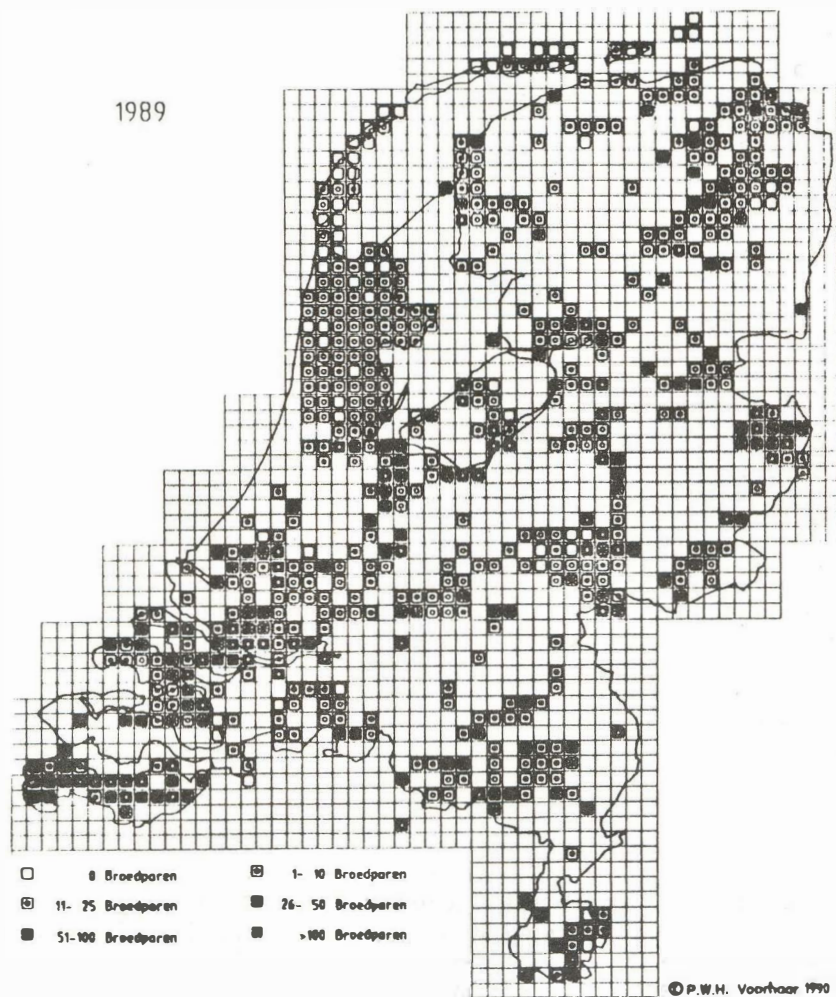 1989
0 Broedparen
1- 10 Broedparen
11- 25 Broedparen
26- 50 Broedparen
51-100 Broedparen
>100 Broedparen
© P.W.H. Voorhaar 1990